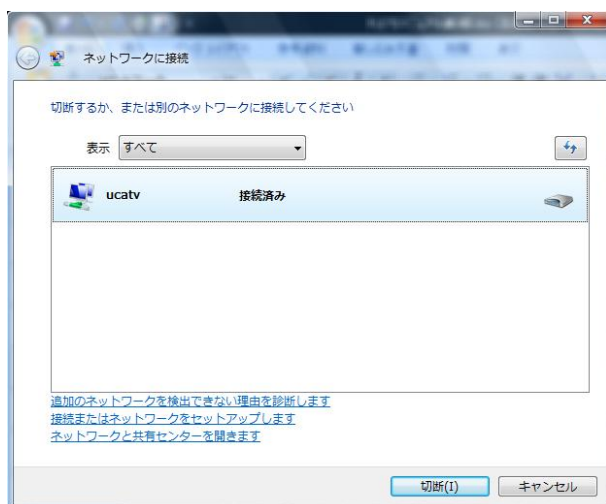 ネットワークに接続
切断するか、または別のネットワークに接続してください
表示 すべて
ucatv 接続済み
追加のネットワークを検出できない理由を診断します
接続またはネットワークをセットアップします
ネットワークと共有センターを開きます
切断(I) キャンセル